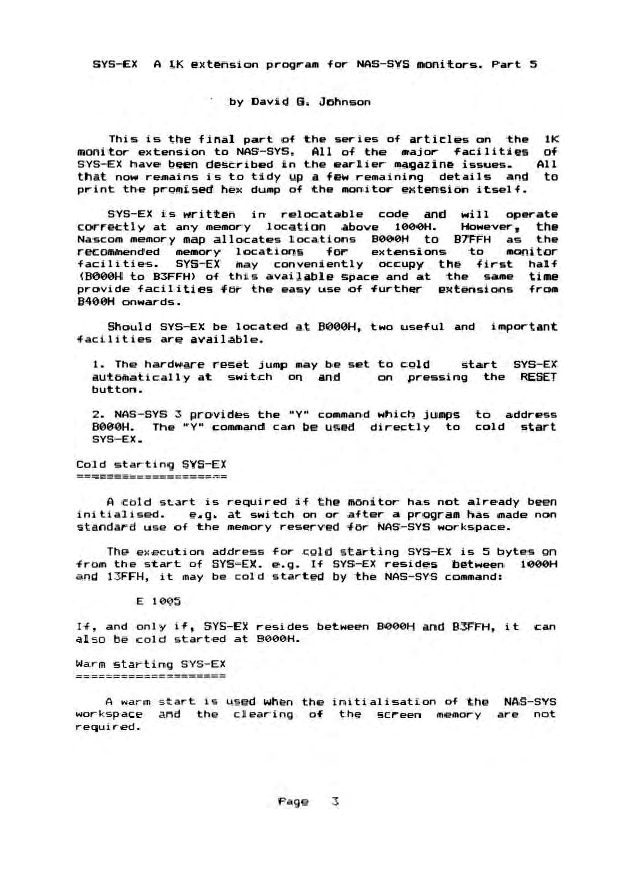 SYS-EX A 1K extension program for NAS-SYS monitors. Part 5
by David G. Johnson
This is the final part of the series of articles on the 1K
monitor extension to NAS-SYS. All of the major facilities of
SYS-EX have been described in the earlier magazine issues. All
that now remains is to tidy up a few remaining details and to
print the promised hex dump of the monitor extension itself.
SYS-EX is written in relocatable code and will operate
correctly at any memory location above 1000H. However, the
Nascom memory map allocates locations B000H to B7FFH as the
recommended memory locations for extensions to monitor
facilities. SYS-EX may conveniently occupy the first half
(B000H to B3FFH) of this available space and at the same time
provide facilities for the easy use of further extensions from
B400H onwards.
Should SYS-EX be located at B000H, two useful and important
facilities are available.
1. The hardware reset jump may be set to cold start SYS-EX
automatically at switch on and on pressing the RESET
button.
2. NAS-SYS 3 provides the "Y" command which jumps to address
B000H. The "Y" command can be used directly to cold start
SYS-EX.
Cold starting SYS-EX
====================
A cold start is required if the monitor has not already been
initialised. e.g. at switch on or after a program has made non
standard use of the memory reserved for NAS-SYS workspace.
The execution address for cold starting SYS-EX is 5 bytes on
from the start of SYS-EX. e.g. If SYS-EX resides between 1000H
and 13FFH, it may be cold started by the NAS-SYS command:
E 1005
If, and only if, SYS-EX resides between B000H and B3FFH, it can
also be cold started at B000H.
Warm starting SYS-EX
====================
A warm start is used when the initialisation of the NAS-SYS
workspace and the clearing of the screen memory are not
required.
Page 3